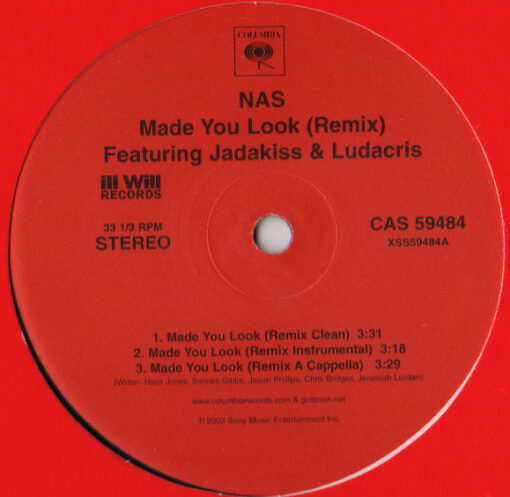 COLUMBIA
NAS
Made You Look (Remix)
Featuring Jadakiss & Ludacris
ill Will
RECORDS
33 1/3 RPM
STEREO
CAS 59484
XSS59484A
1. Made You Look (Remix Clean) 3:31
2. Made You Look (Remix Instrumental) 3:18
3. Made You Look (Remix A Cappella) 3:29
(Writer: Nasir Jones, Salaam Gibbs, Jason Phillips, Chris Bridges, Jeremiah Lordan)
www.columbiarecords.com & godsson.net
© 2003 Sony Music Entertainment Inc.